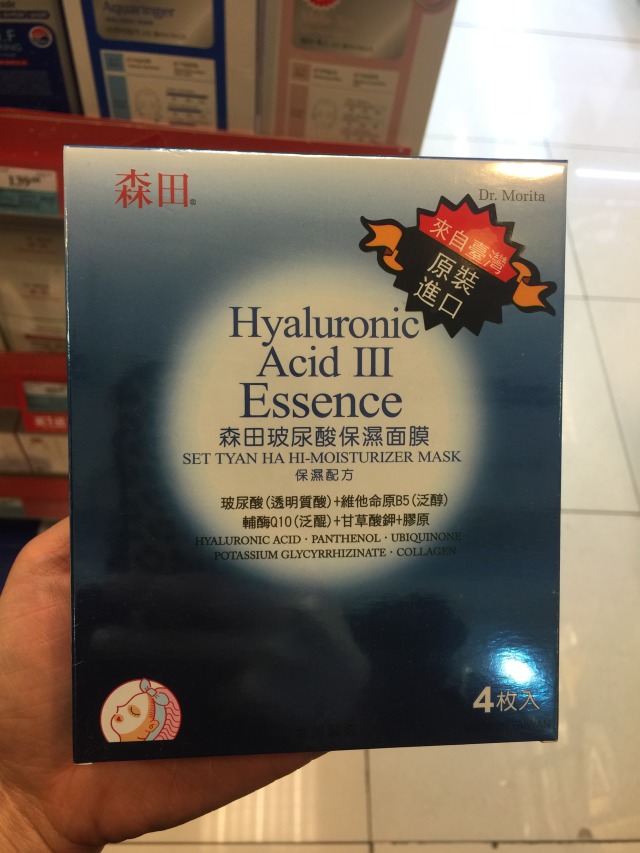 Aquaringer
森田®
Dr. Morita
來自臺灣
原裝
進口
Hyaluronic
Acid III
Essence
森田玻尿酸保濕面膜
SET TYAN HA HI-MOISTURIZER MASK
保濕配方
玻尿酸(透明質酸)+維他命原B5(泛醇)
輔酶Q10(泛醌)+甘草酸鉀+膠原
HYALURONIC ACID · PANTHENOL · UBIQUINONE
POTASSIUM GLYCYRRHIZINATE · COLLAGEN
4枚入